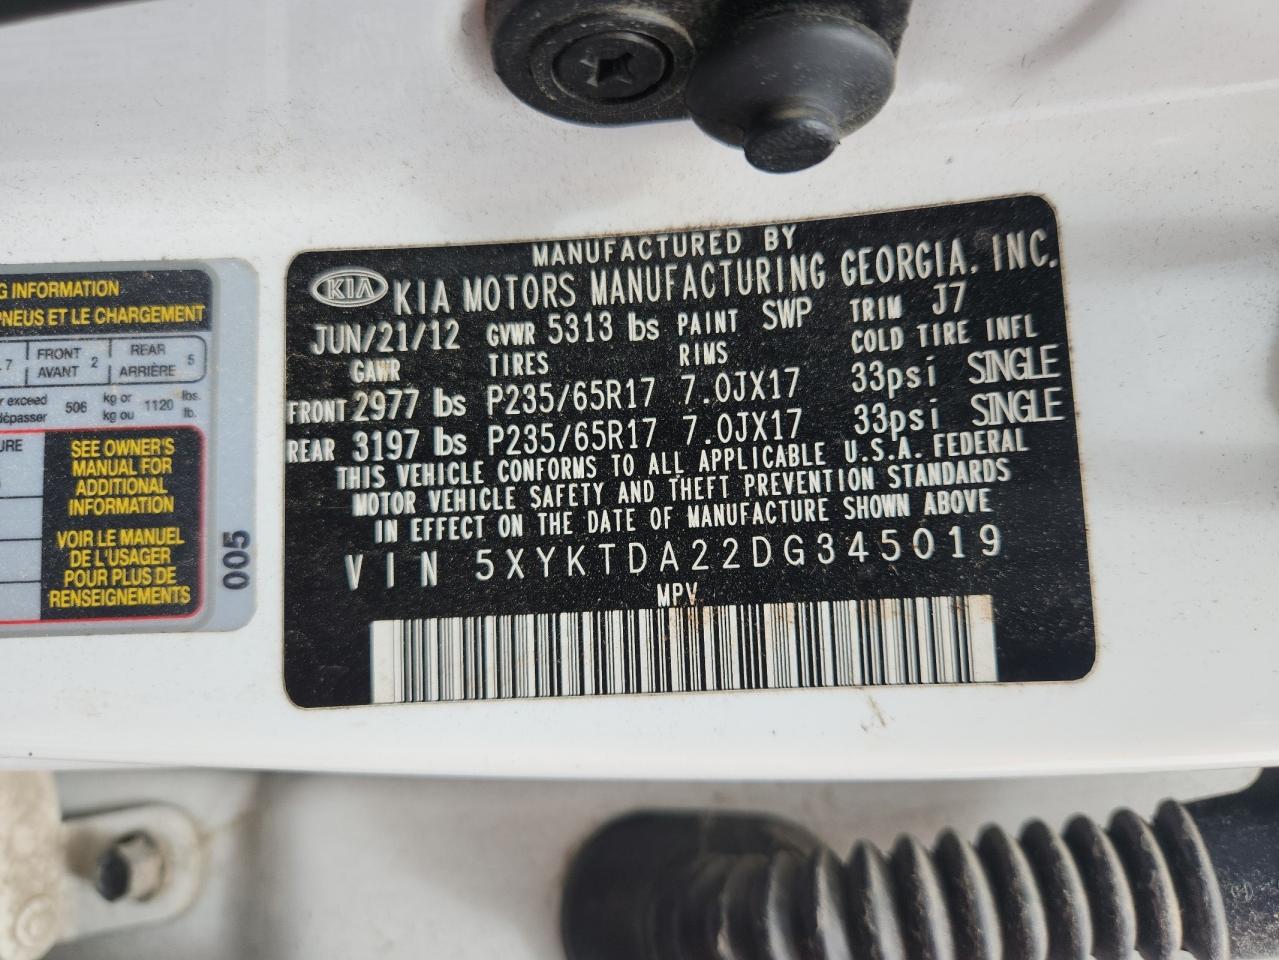 G INFORMATION
PNEUS ET LE CHARGEMENT
7 FRONT AVANT 2 REAR ARRIÈRE 5
exceed kg or lbs.
dépasser 506 kg ou 1120 lb.
SEE OWNER'S
MANUAL FOR
ADDITIONAL
INFORMATION
VOIR LE MANUEL
DE L'USAGER
POUR PLUS DE
RENSEIGNEMENTS
005
MANUFACTURED BY
KIA KIA MOTORS MANUFACTURING GEORGIA, INC.
JUN/21/12 GVWR 5313 lbs PAINT SWP TRIM J7
GAWR TIRES RIMS COLD TIRE INFL
FRONT 2977 lbs P235/65R17 7.0JX17 33psi SINGLE
REAR 3197 lbs P235/65R17 7.0JX17 33psi SINGLE
THIS VEHICLE CONFORMS TO ALL APPLICABLE U.S.A. FEDERAL
MOTOR VEHICLE SAFETY AND THEFT PREVENTION STANDARDS
IN EFFECT ON THE DATE OF MANUFACTURE SHOWN ABOVE
VIN 5XYKTDA22DG345019
MPV